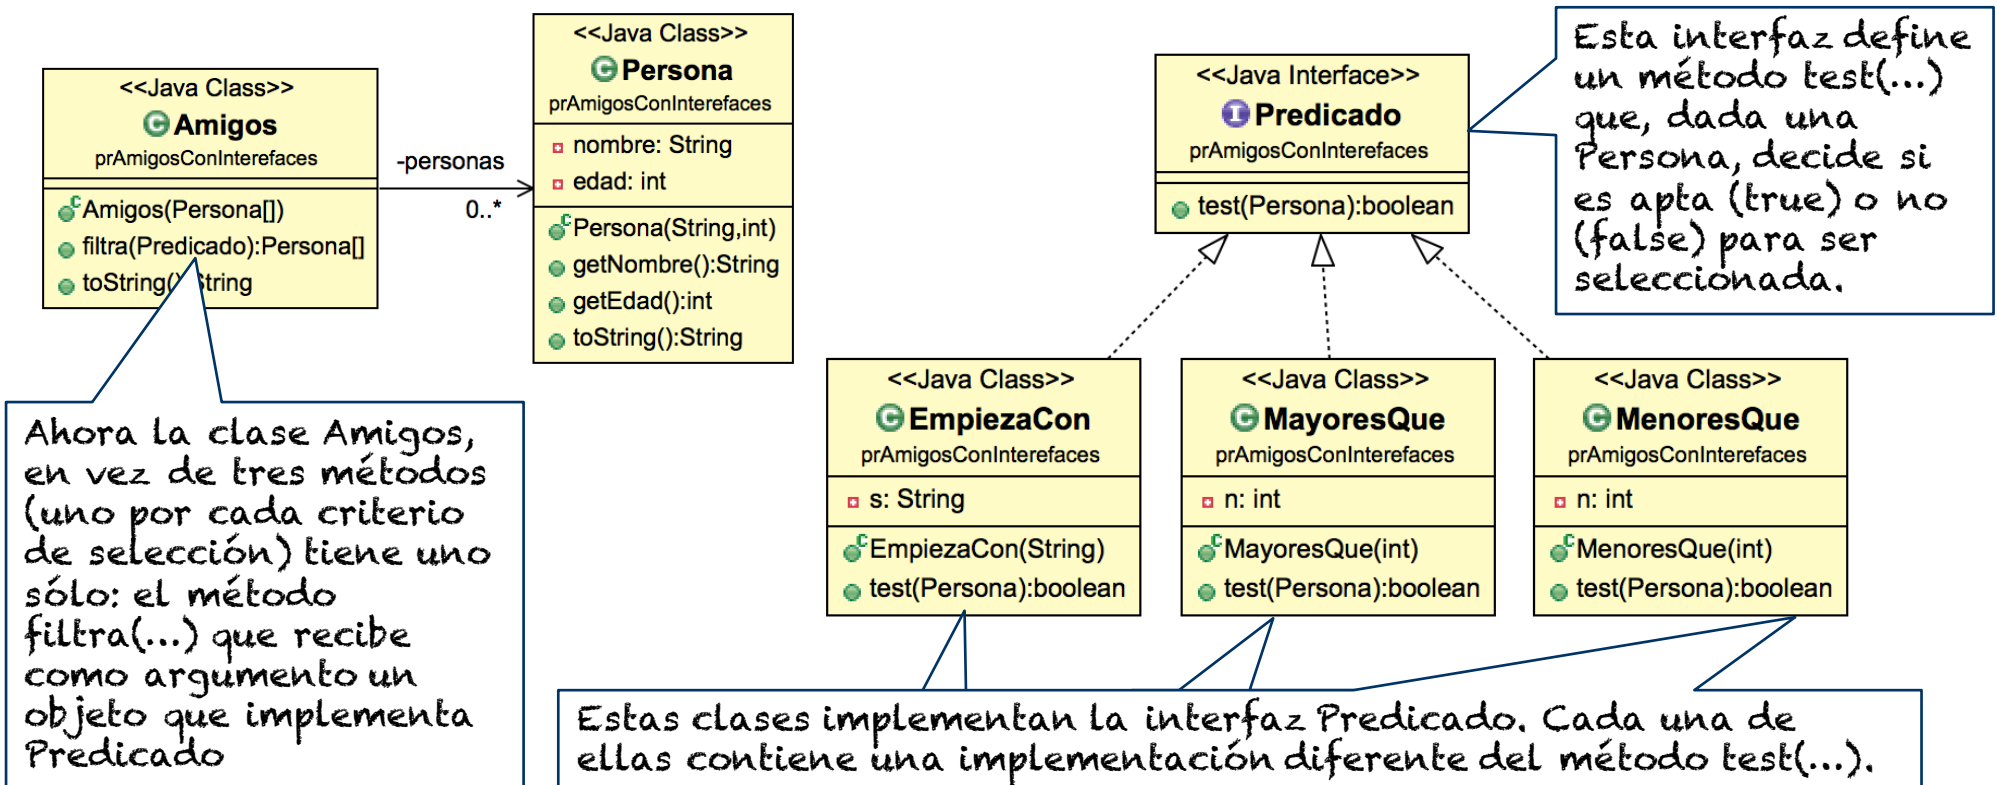 <<Java Class>>
Amigos
prAmigosConInterefaces
Amigos(Persona[])
filtra(Predicado):Persona[]
toString():String
-personas
0..*
<<Java Class>>
Persona
prAmigosConInterefaces
nombre: String
edad: int
Persona(String,int)
getNombre():String
getEdad():int
toString():String
<<Java Interface>>
Predicado
prAmigosConInterefaces
test(Persona):boolean
Esta interfaz define
un método test(...)
que, dada una
Persona, decide si
es apta (true) o no
(false) para ser
seleccionada.
<<Java Class>>
EmpiezaCon
prAmigosConInterefaces
s: String
EmpiezaCon(String)
test(Persona):boolean
<<Java Class>>
MayoresQue
prAmigosConInterefaces
n: int
MayoresQue(int)
test(Persona):boolean
<<Java Class>>
MenoresQue
prAmigosConInterefaces
n: int
MenoresQue(int)
test(Persona):boolean
Ahora la clase Amigos,
en vez de tres métodos
(uno por cada criterio
de selección) tiene uno
sólo: el método
filtra(...) que recibe
como argumento un
objeto que implementa
Predicado
Estas clases implementan la interfaz Predicado. Cada una de
ellas contiene una implementación diferente del método test(...).